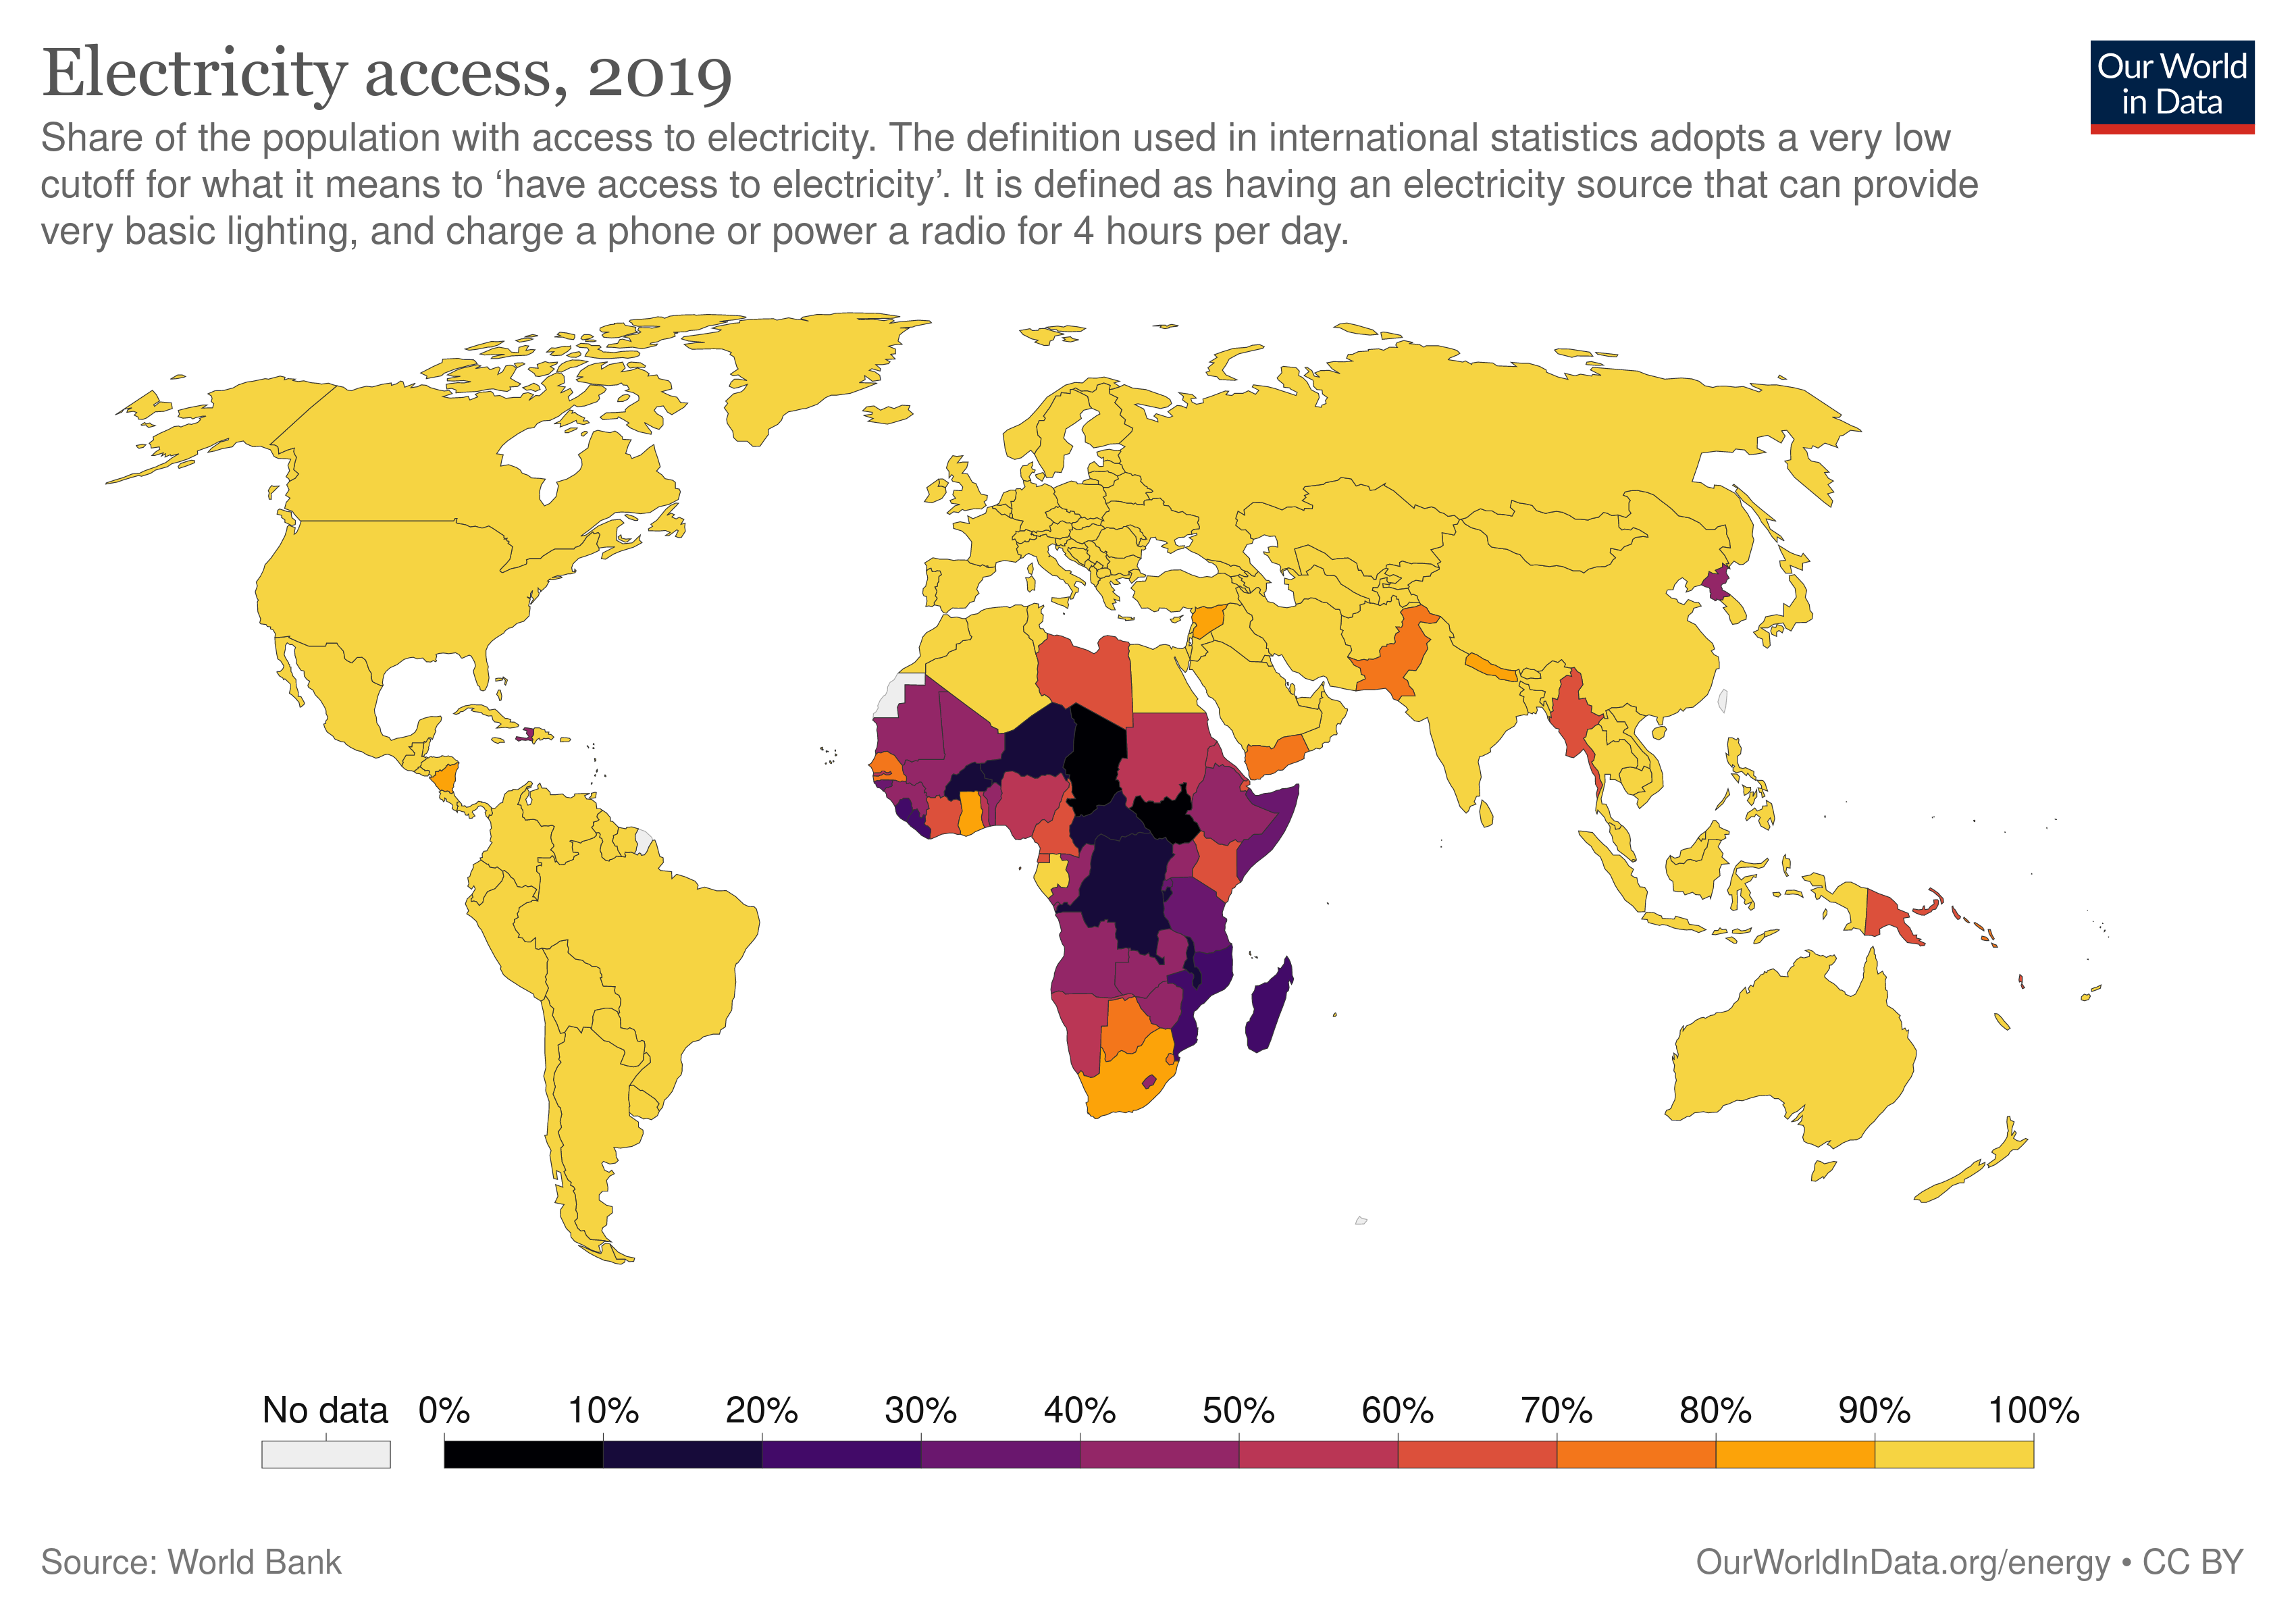 Electricity access, 2019
Our World
in Data
Share of the population with access to electricity. The definition used in international statistics adopts a very low
cutoff for what it means to ‘have access to electricity’. It is defined as having an electricity source that can provide
very basic lighting, and charge a phone or power a radio for 4 hours per day.
No data 0% 10% 20% 30% 40% 50% 60% 70% 80% 90% 100%
Source: World Bank
OurWorldInData.org/energy • CC BY